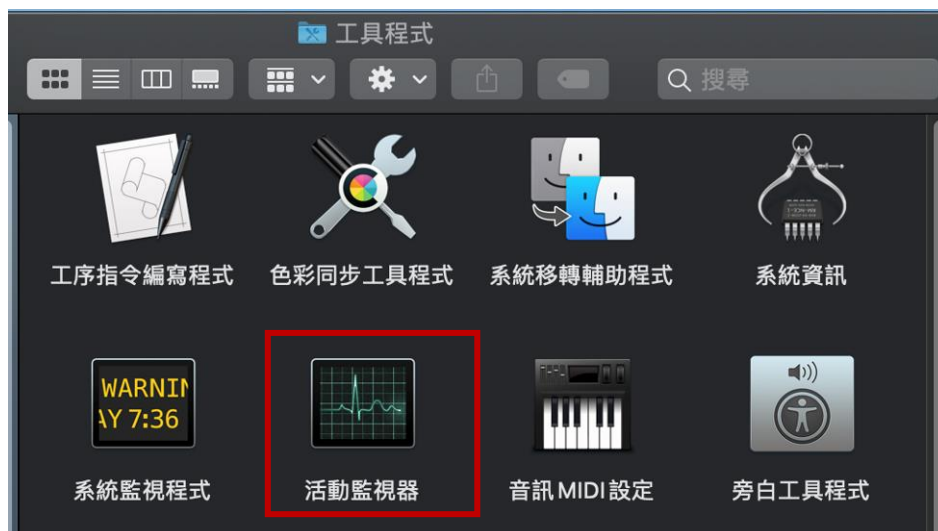 工具程式
搜尋
工序指令編寫程式
色彩同步工具程式
系統移轉輔助程式
系統資訊
WARNIN
AY 7:36
系統監視程式
活動監視器
音訊 MIDI 設定
旁白工具程式